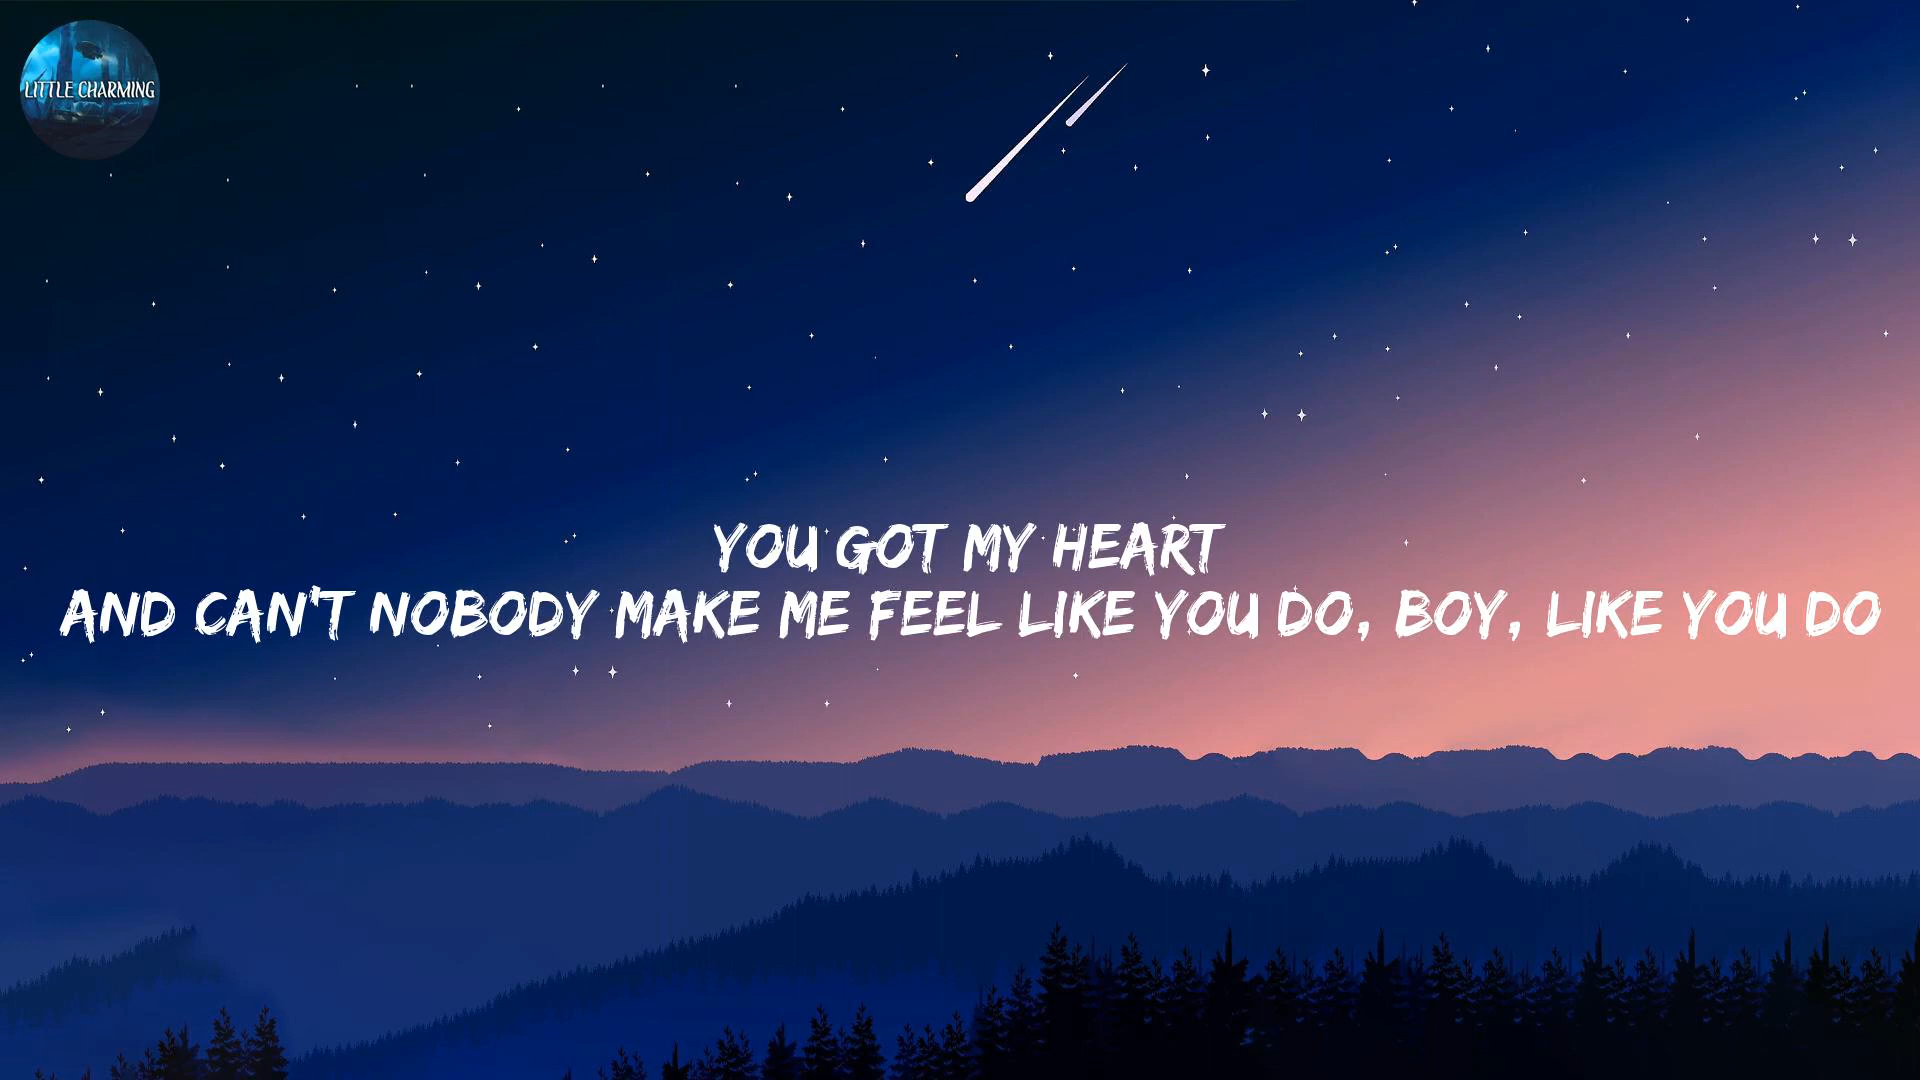 LITTLE CHARMING
YOU GOT MY HEART
AND CAN'T NOBODY MAKE ME FEEL LIKE YOU DO, BOY, LIKE YOU DO